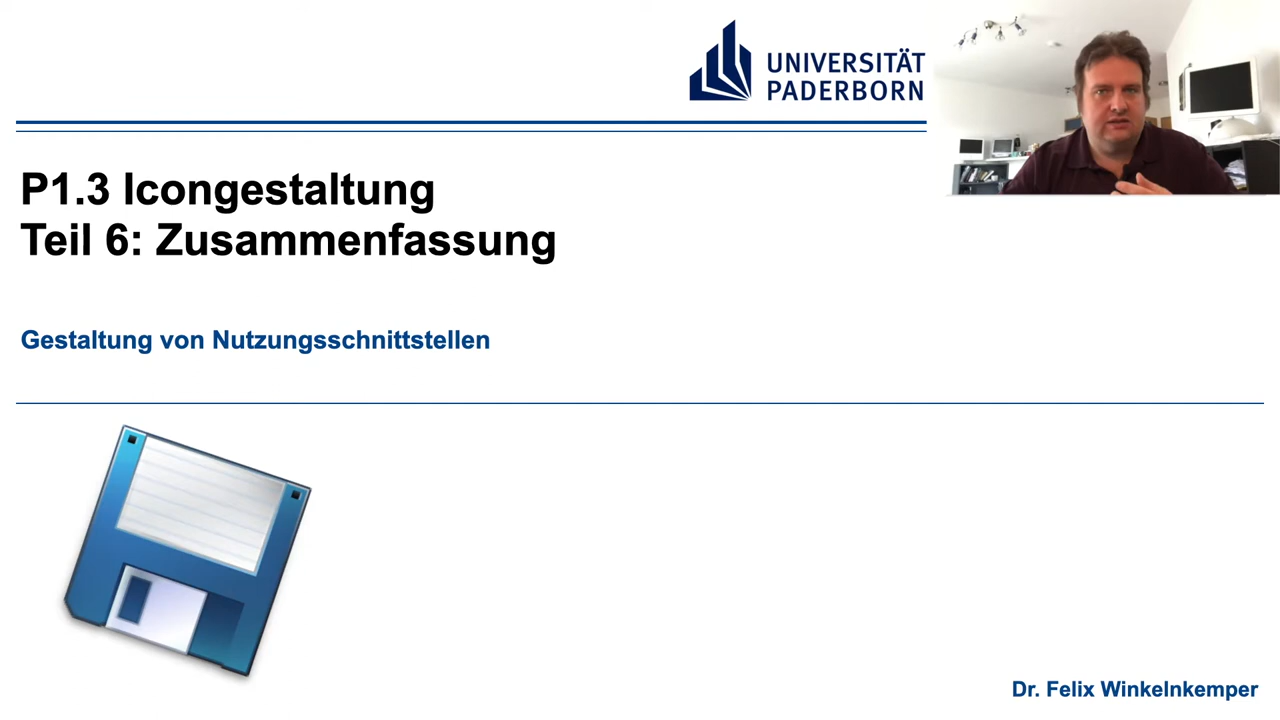 UNIVERSITÄT
PADERBORN
P1.3 Icongestaltung
Teil 6: Zusammenfassung
Gestaltung von Nutzungsschnittstellen
Dr. Felix Winkelnkemper